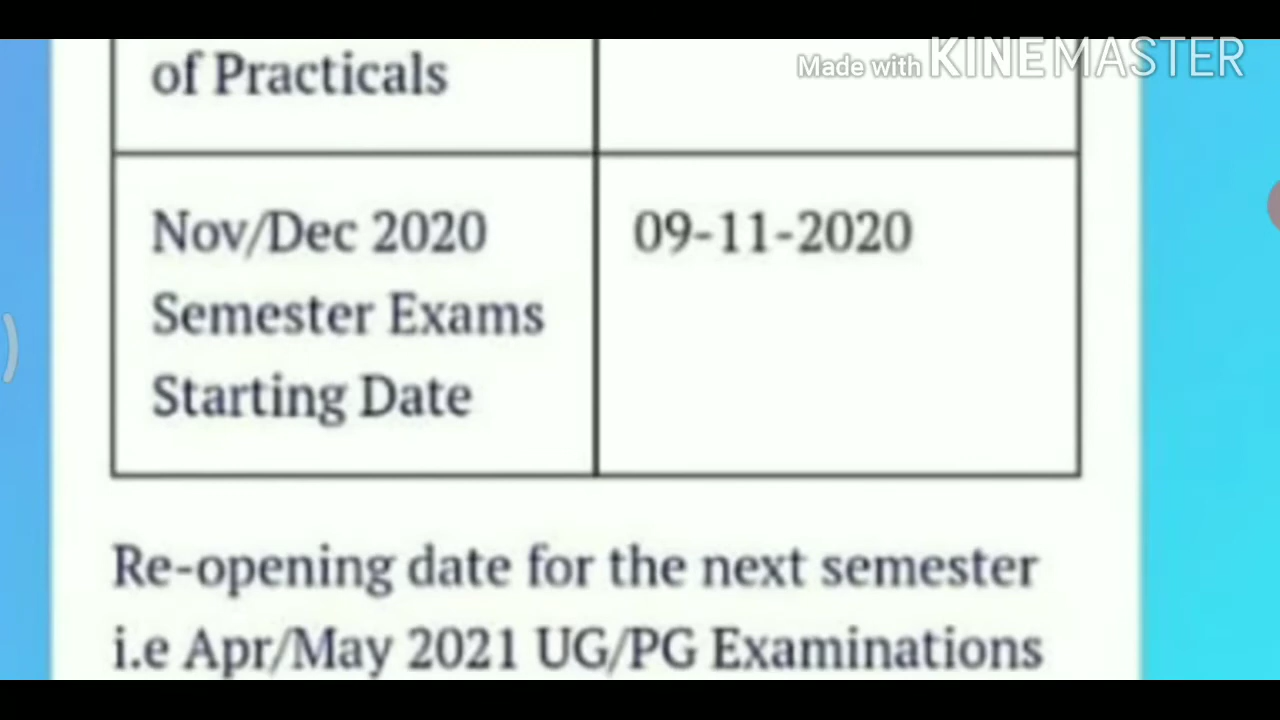 Made with KINEMASTER
of Practicals
Nov/Dec 2020 09-11-2020
Semester Exams
Starting Date
Re-opening date for the next semester
i.e Apr/May 2021 UG/PG Examinations